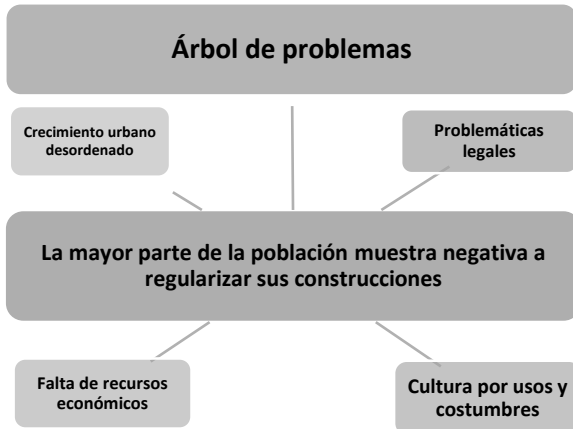 Árbol de problemas
Crecimiento urbano
desordenado
Problemáticas
legales
La mayor parte de la población muestra negativa a
regularizar sus construcciones
Falta de recursos
económicos
Cultura por usos y
costumbres